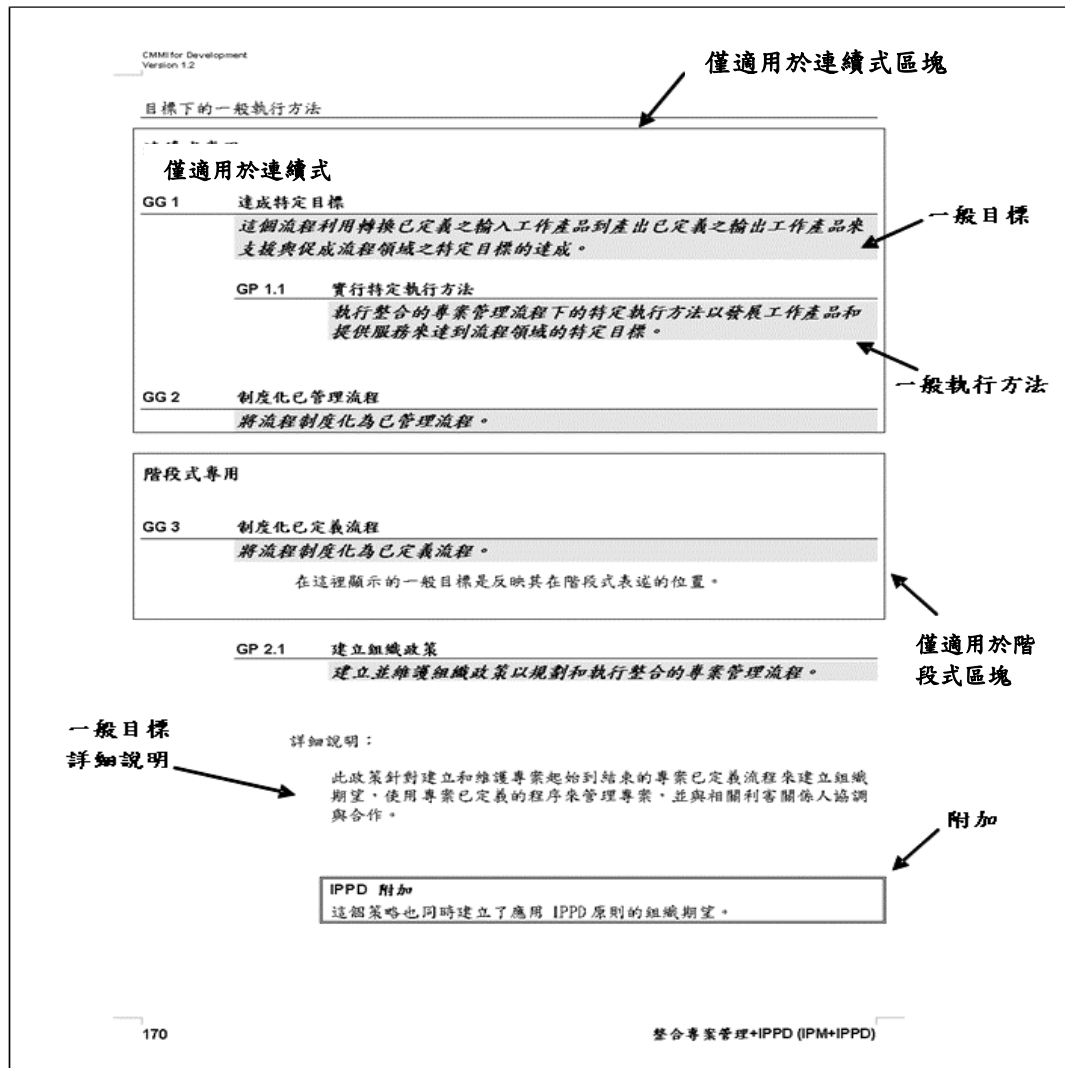 CMMI for Development
Version 1.2
僅適用於連續式區塊
目標下的一般執行方法
僅適用於連續式
GG 1 達成特定目標
這個流程利用轉換已定義之輸入工作產品到產出已定義之輸出工作產品來
支援與促成流程領域之特定目標的達成。
一般目標
GP 1.1 實行特定執行方法
執行整合的專案管理流程下的特定執行方法以發展工作產品和
提供服務來達到流程領域的特定目標。
一般執行方法
GG 2 制度化已管理流程
將流程制度化為已管理流程。
階段式專用
GG 3 制度化已定義流程
將流程制度化為已定義流程。
在這裡顯示的一般目標是反映其在階段式表述的位置。
僅適用於階
段式區塊
GP 2.1 建立組織政策
建立並維護組織政策以規劃和執行整合的專案管理流程。
一般目標
詳細說明
詳細說明：
此政策針對建立和維護專案起始到結束的專案已定義流程來建立組織
期望，使用專案已定義的程序來管理專案，並與相關利害關係人協調
與合作。
附加
IPPD 附加
這個策略也同時建立了應用 IPPD 原則的組織期望。
170
整合專案管理+IPPD (IPM+IPPD)